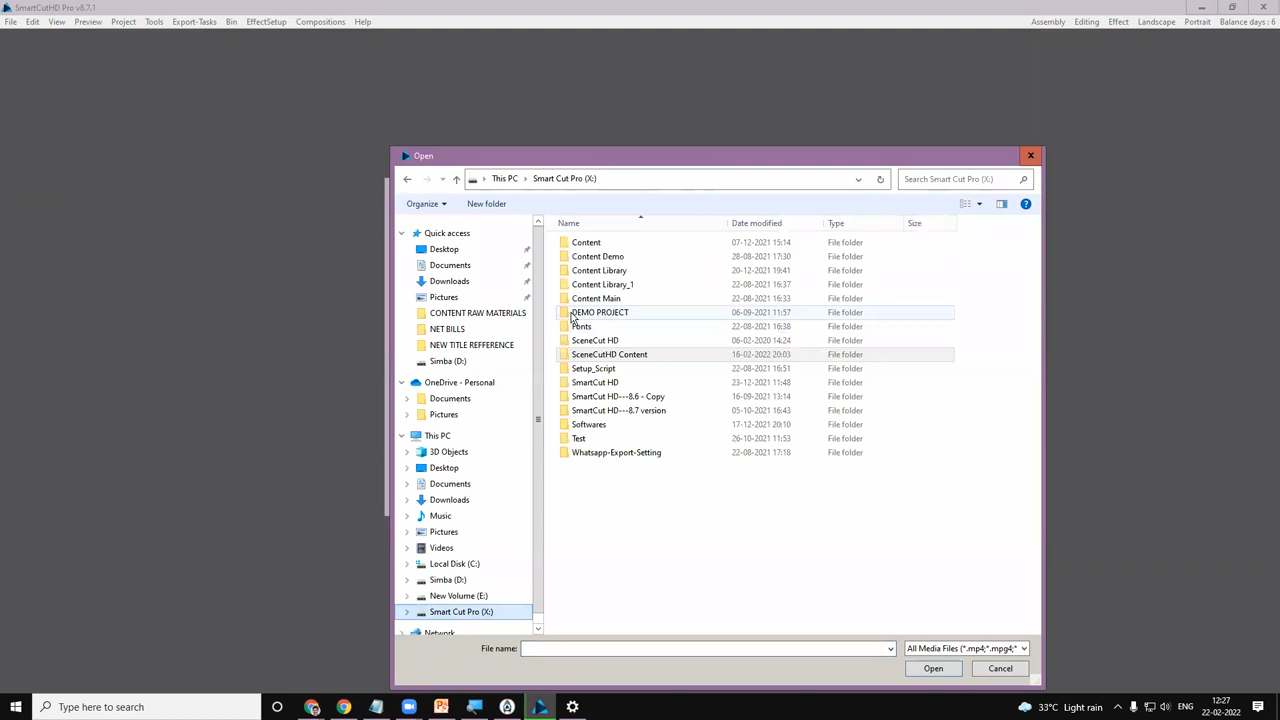 SmartCutHD Pro v8.7.1
File Edit View Preview Project Tools Export-Tasks Bin EffectSetup Compositions Help Assembly Editing Effect Landscape Portrait Balance days : 6
Open
This PC > Smart Cut Pro (X:) Search Smart Cut Pro (X:)
Organize New folder
Name Date modified Type Size
Quick access
Desktop
Documents
Downloads
Pictures
CONTENT RAW MATERIALS
NET BILLS
NEW TITLE REFFERENCE
Simba (D:)
OneDrive - Personal
Documents
Pictures
This PC
3D Objects
Desktop
Documents
Downloads
Music
Pictures
Videos
Local Disk (C:)
Simba (D:)
New Volume (E:)
Smart Cut Pro (X:)
Network
Content 07-12-2021 15:14 File folder
Content Demo 28-08-2021 17:30 File folder
Content Library 20-12-2021 19:41 File folder
Content Library_1 22-08-2021 16:37 File folder
Content Main 22-08-2021 16:33 File folder
DEMO PROJECT 06-09-2021 11:57 File folder
Fonts 22-08-2021 16:38 File folder
SceneCut HD 06-02-2020 14:24 File folder
SceneCutHD Content 16-02-2022 20:03 File folder
Setup_Script 22-08-2021 16:51 File folder
SmartCut HD 23-12-2021 11:48 File folder
SmartCut HD---8.6 - Copy 16-09-2021 13:14 File folder
SmartCut HD---8.7 version 05-10-2021 16:43 File folder
Softwares 17-12-2021 20:10 File folder
Test 26-10-2021 11:53 File folder
Whatsapp-Export-Setting 22-08-2021 17:18 File folder
File name: All Media Files (*.mp4;*.mpg4;*
Open Cancel
Type here to search
33°C Light rain ENG 12:27
22-02-2022